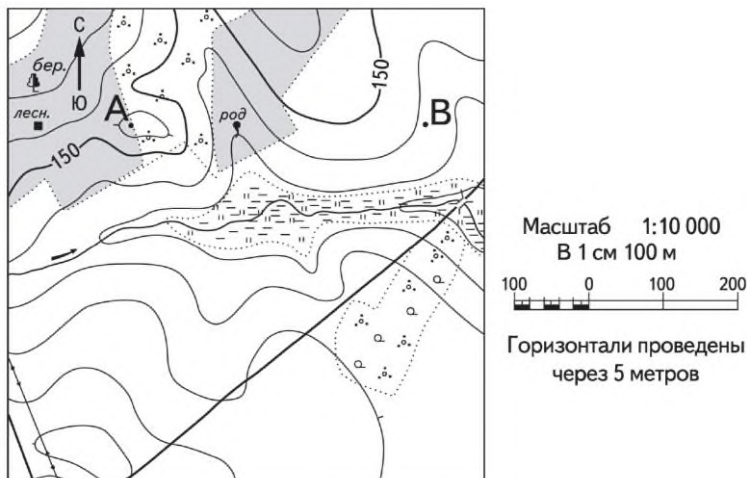 С
бер.
Ю
лесн.
А
род
150
.В
150
Масштаб 1:10 000
В 1 см 100 м
100 0 100 200
Горизонтали проведены
через 5 метров